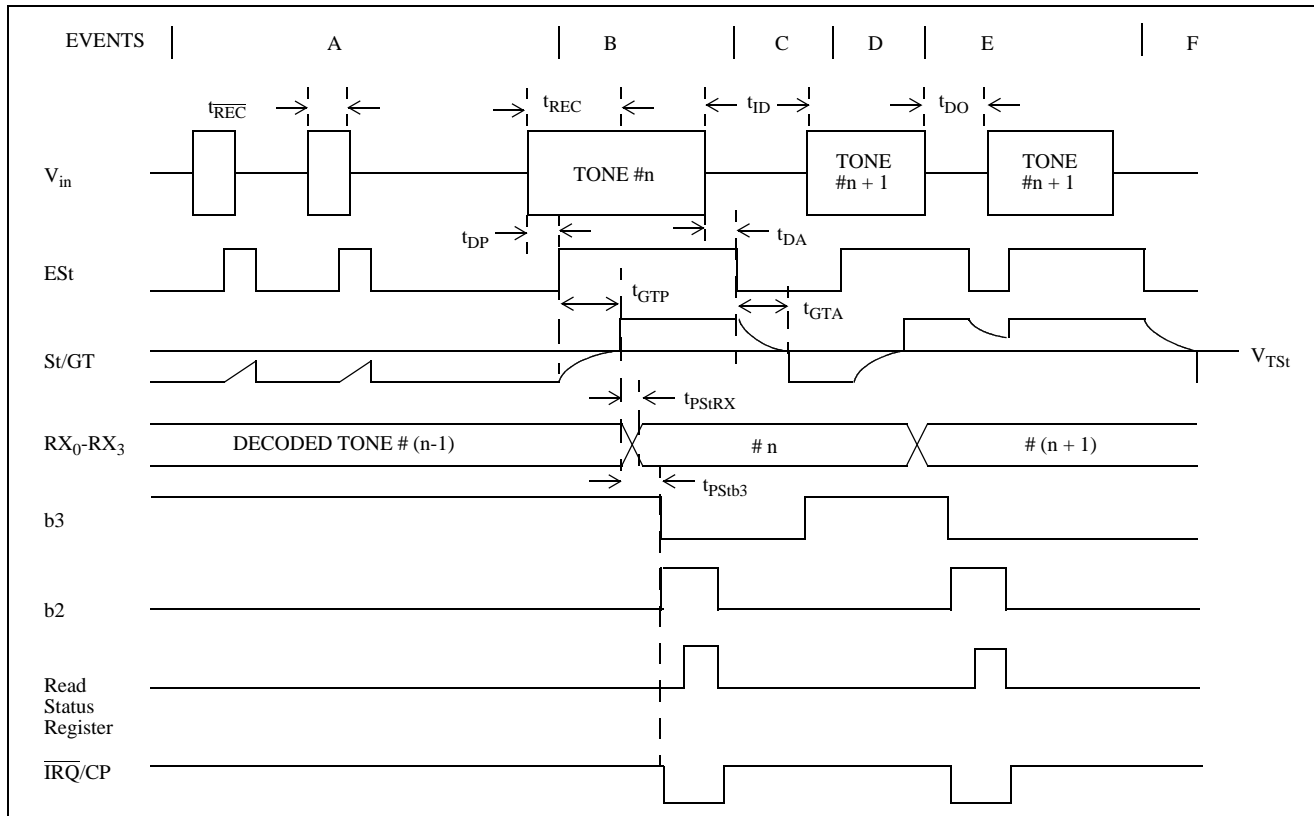 EVENTS A B C D E F
tREC tREC tID tDO
Vin TONE #n TONE #n + 1 TONE #n + 1
tDP tDA
ESt
tGTP tGTA
St/GT VTSt
tPStRX
RX0-RX3 DECODED TONE # (n-1) # n # (n + 1)
tPStb3
b3
b2
Read
Status
Register
IRQ/CP